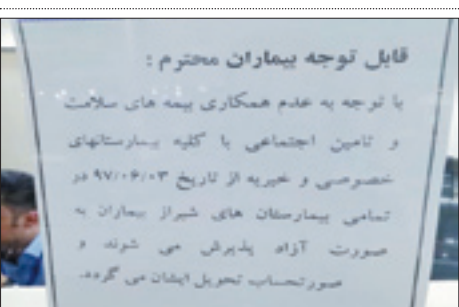 قابل توجه بیماران محترم :
با توجه به عدم همکاری بیمه های سلامت
و تامین اجتماعی با کلیه بیمارستانهای
خصوصی و خیریه از تاریخ ۹۷/۰۶/۰۳ در
تمامی بیمارستان های شیراز بیماران به
صورت آزاد پذیرش می شوند و
صورتحساب تحویل ایشان می گردد.